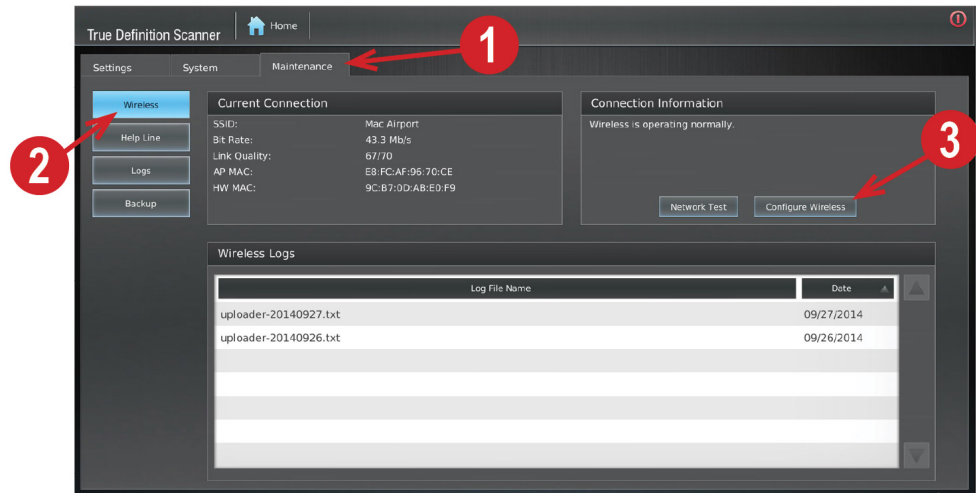 True Definition Scanner
Home
1
Settings
System
Maintenance
Wireless
Help Line
Logs
Backup
2
Current Connection
SSID: Mac Airport
Bit Rate: 43.3 Mb/s
Link Quality: 67/70
AP MAC: E8:FC:AF:96:70:CE
HW MAC: 9C:B7:0D:AB:E0:F9
Connection Information
Wireless is operating normally.
3
Network Test
Configure Wireless
Wireless Logs
Log File Name Date
uploader-20140927.txt 09/27/2014
uploader-20140926.txt 09/26/2014